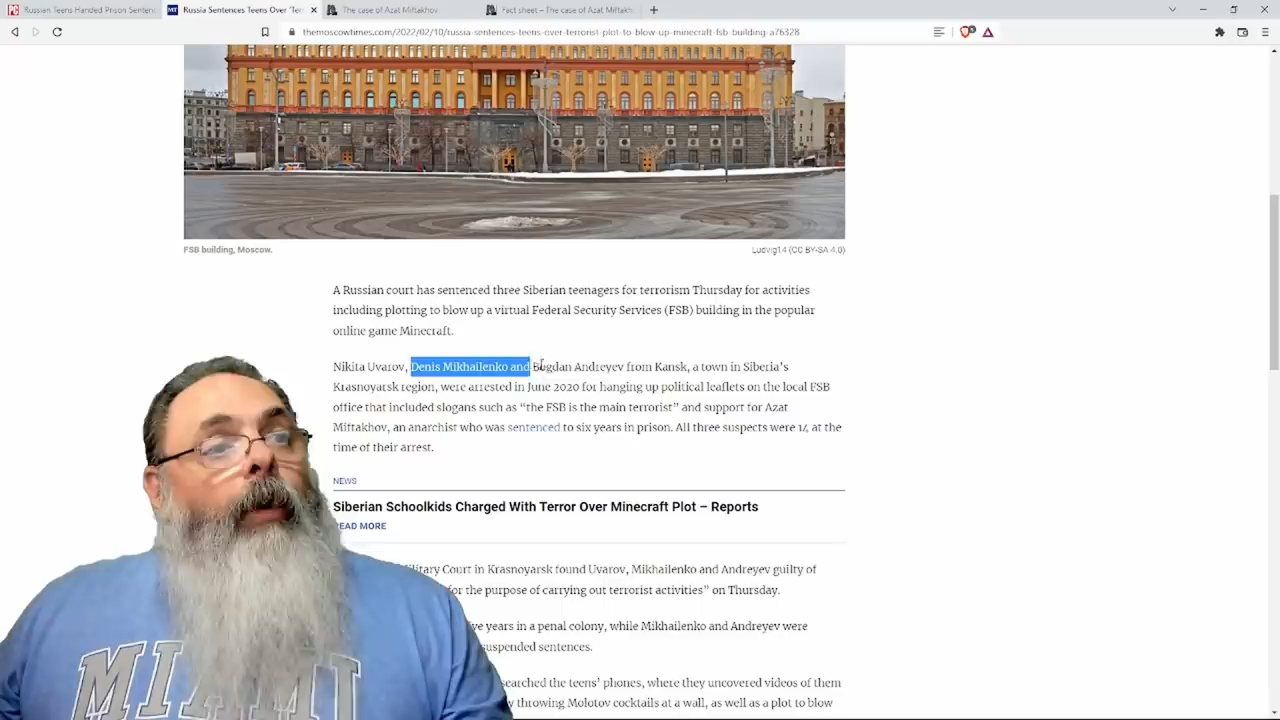 Russian Teens Handed Prison Sentenc
Russia Sentences Teens Over 'Ter
The case of Azat Miftakhov
Fact sheet – The case of Azat Miftakh
themoscowtimes.com/2022/02/10/russia-sentences-teens-over-terrorist-plot-to-blow-up-minecraft-fsb-building-a76328
FSB building, Moscow.
Ludvig14 (CC BY-SA 4.0)
A Russian court has sentenced three Siberian teenagers for terrorism Thursday for activities
including plotting to blow up a virtual Federal Security Services (FSB) building in the popular
online game Minecraft.
Nikita Uvarov, Denis Mikhailenko and Bogdan Andreyev from Kansk, a town in Siberia's
Krasnoyarsk region, were arrested in June 2020 for hanging up political leaflets on the local FSB
office that included slogans such as “the FSB is the main terrorist” and support for Azat
Miftakhov, an anarchist who was sentenced to six years in prison. All three suspects were 14 at the
time of their arrest.
NEWS
Siberian Schoolkids Charged With Terror Over Minecraft Plot – Reports
EAD MORE
litary Court in Krasnoyarsk found Uvarov, Mikhailenko and Andreyev guilty of
for the purpose of carrying out terrorist activities” on Thursday.
ve years in a penal colony, while Mikhailenko and Andreyev were
suspended sentences.
searched the teens’ phones, where they uncovered videos of them
y throwing Molotov cocktails at a wall, as well as a plot to blow
MIAMI